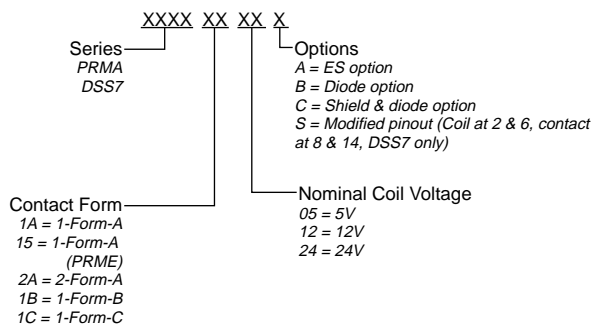 XXXX XX XX X
Series
PRMA
DSS7
Options
A = ES option
B = Diode option
C = Shield & diode option
S = Modified pinout (Coil at 2 & 6, contact
at 8 & 14, DSS7 only)
Contact Form
1A = 1-Form-A
15 = 1-Form-A
(PRME)
2A = 2-Form-A
1B = 1-Form-B
1C = 1-Form-C
Nominal Coil Voltage
05 = 5V
12 = 12V
24 = 24V